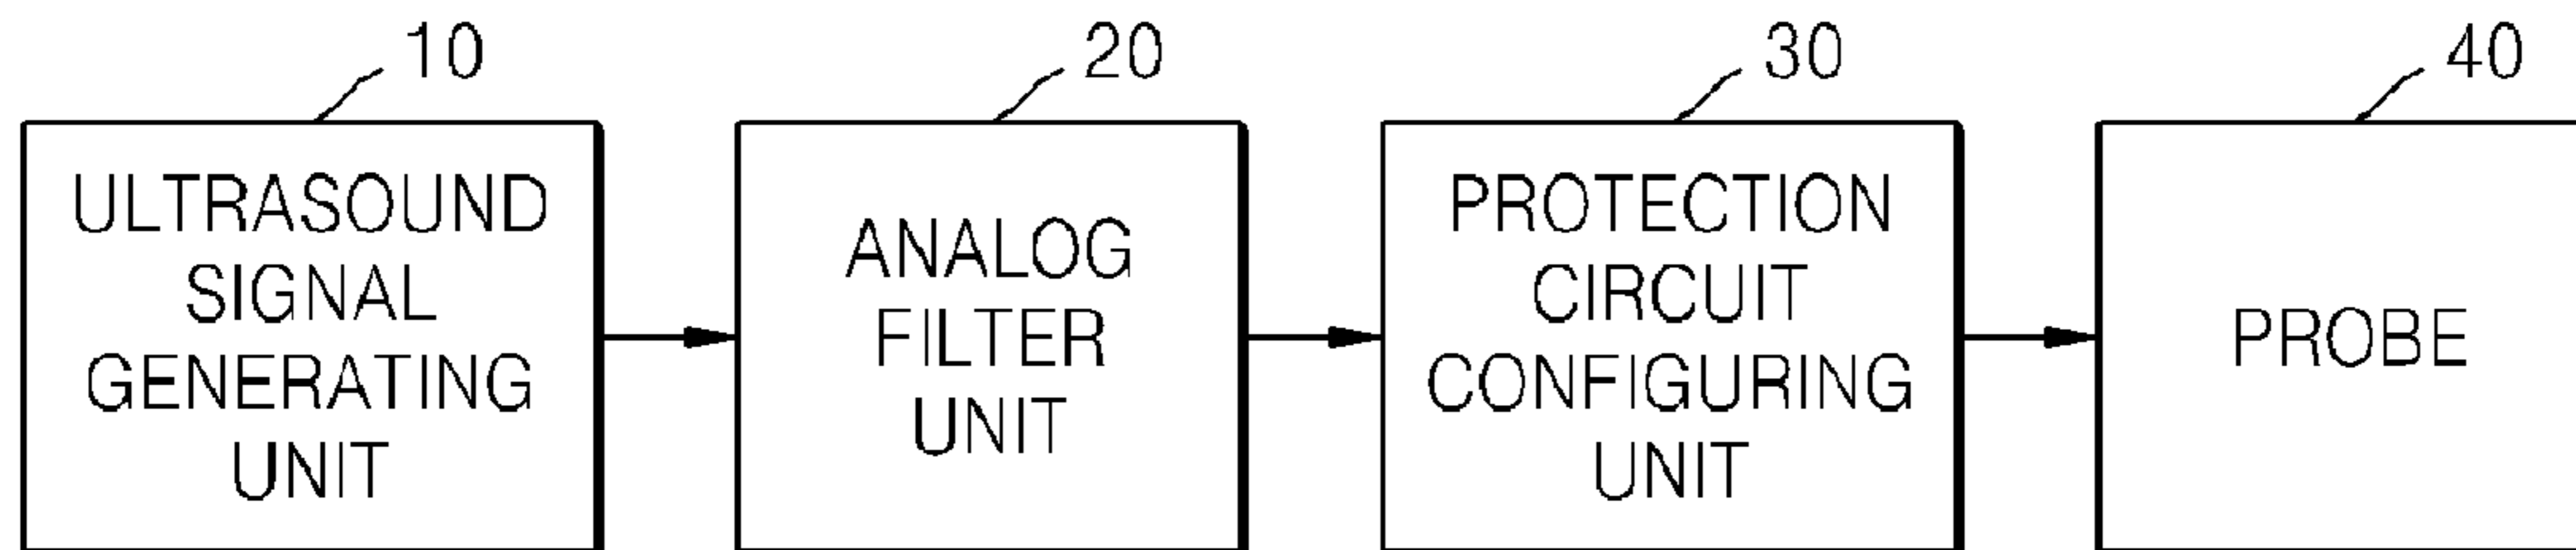 10
20
30
40
ULTRASOUND
SIGNAL
GENERATING
UNIT
ANALOG
FILTER
UNIT
PROTECTION
CIRCUIT
CONFIGURING
UNIT
PROBE